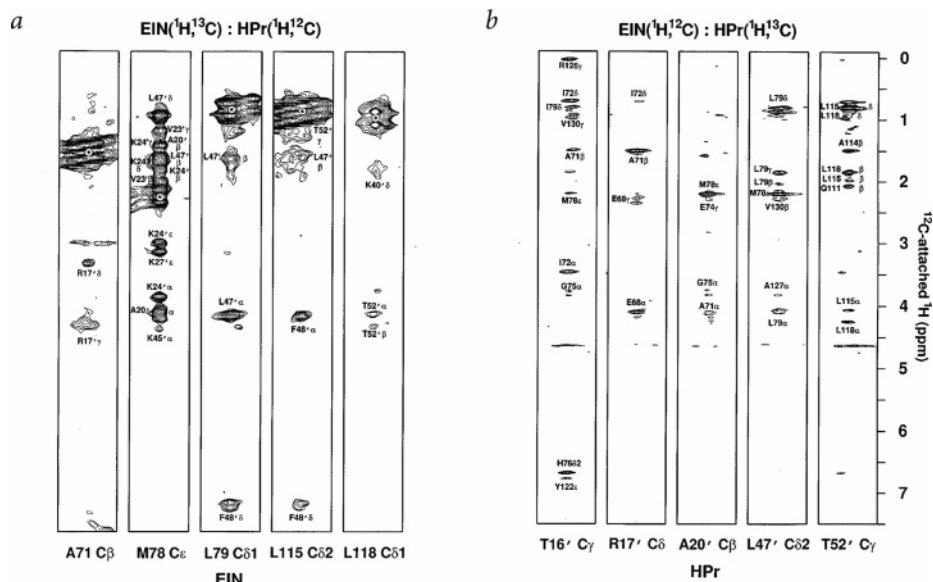 a
EIN(¹H,¹³C) : HPr(¹H,¹²C)
L47'δ
V23'γ
K24'γ
A20'
β
L47'
β
K24'
δ
K24'
β
V23'β
K24'ε
K27'ε
K24'α
A20'
α
K45'α
R17'δ
R17'γ
L47'
β
L47'α
F48'δ
T52'
γ
L47'
β
F48'α
F48'δ
K40'δ
T52'α
T52'β
A71 Cβ
M78 Cε
L79 Cδ1
L115 Cδ2
L118 Cδ1
EIN
b
EIN(¹H,¹²C) : HPr(¹H,¹³C)
R126γ
I72δ
I79δ
V130γ
A71β
M78ε
I72α
G75α
H76δ2
Y122ε
I72δ
A71β
E68γ
E68α
M78ε
E74γ
G75α
A71α
L79δ
L79γ
L79β
M78ε
V130β
A127α
L79α
L115
δ
L118
A114β
L118
β
L115
β
Q111
β
L115α
L118α
0
1
2
3
4
5
6
7
¹²C-attached ¹H (ppm)
T16' Cγ
R17' Cδ
A20' Cβ
L47' Cδ2
T52' Cγ
HPr